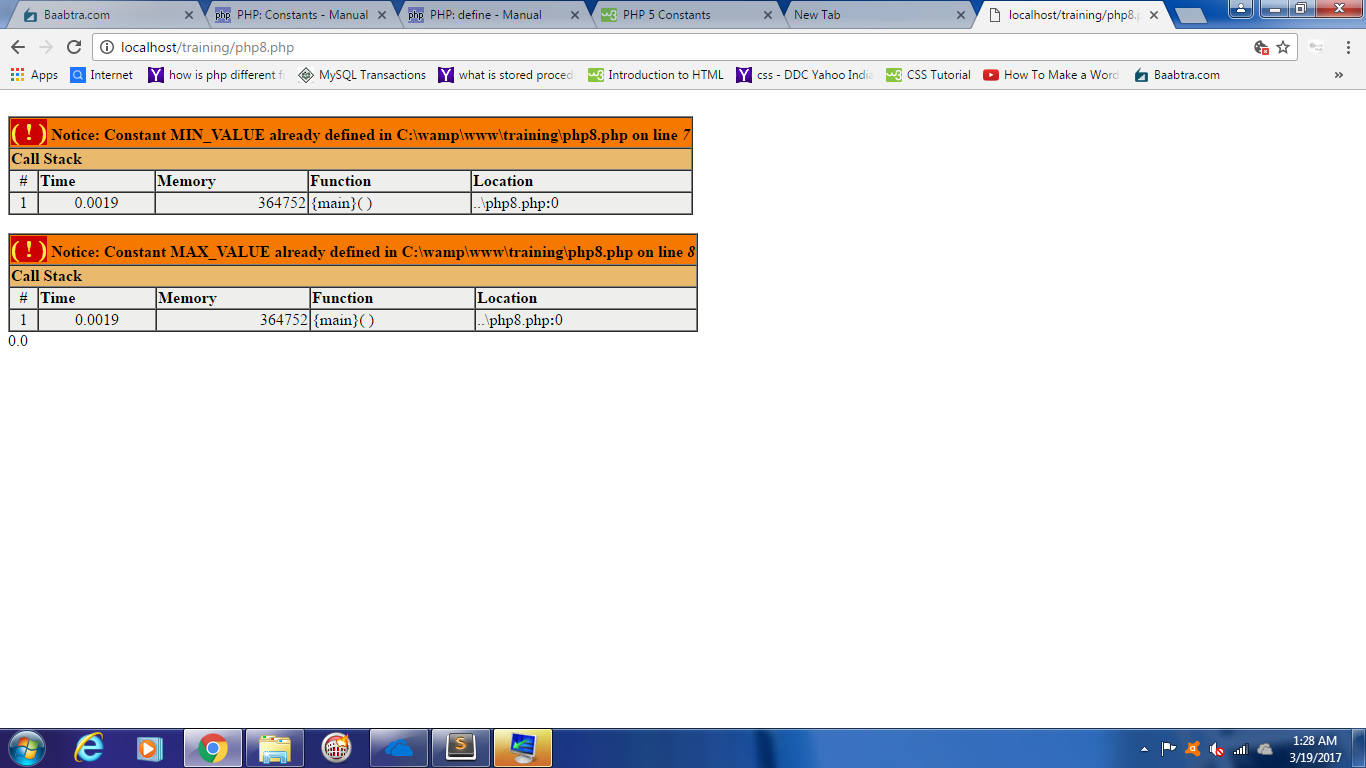 Baabtra.com
PHP: Constants - Manual
PHP: define - Manual
PHP 5 Constants
New Tab
localhost/training/php8.p
localhost/training/php8.php
Apps
Internet
how is php different f
MySQL Transactions
what is stored proced
Introduction to HTML
css - DDC Yahoo India
CSS Tutorial
How To Make a Word
Baabtra.com
»
( ! ) Notice: Constant MIN_VALUE already defined in C:\wamp\www\training\php8.php on line 7
Call Stack
# Time Memory Function Location
1 0.0019 364752 {main}( ) ..\php8.php:0
( ! ) Notice: Constant MAX_VALUE already defined in C:\wamp\www\training\php8.php on line 8
Call Stack
# Time Memory Function Location
1 0.0019 364752 {main}( ) ..\php8.php:0
0.0
1:28 AM
3/19/2017